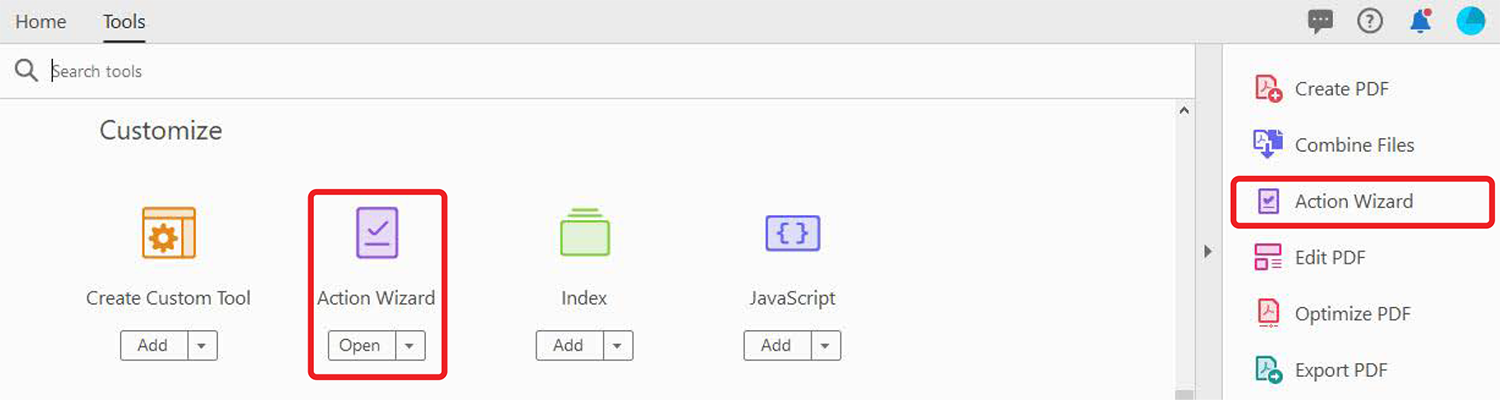 Home Tools
Search tools
Customize
Create Custom Tool Action Wizard Index JavaScript
Add Open Add Add
Create PDF
Combine Files
Action Wizard
Edit PDF
Optimize PDF
Export PDF